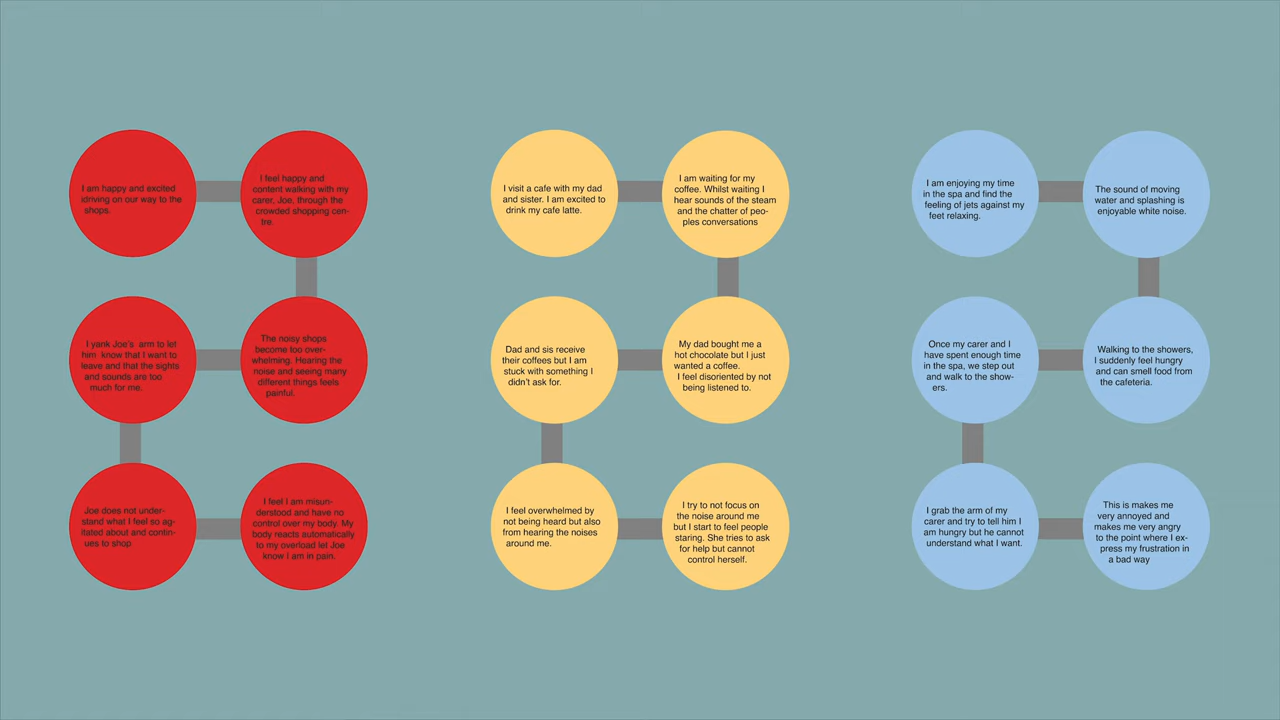 I am happy and excited
driving on our way to the
shops.
I feel happy and
content walking with my
carer, Joe, through the
crowded shopping cen-
tre.
The noisy shops
become too over-
whelming. Hearing the
noise and seeing many
different things feels
painful.
I yank Joe's arm to let
him know that I want to
leave and that the sights
and sounds are too
much for me.
Joe does not under-
stand what I feel so ag-
itated about and contin-
ues to shop
I feel I am misun-
derstood and have no
control over my body. My
body reacts automatically
to my overload let Joe
know I am in pain.
I visit a cafe with my dad
and sister. I am excited to
drink my cafe latte.
I am waiting for my
coffee. Whilst waiting I
hear sounds of the steam
and the chatter of peo-
ples conversations
My dad bought me a
hot chocolate but I just
wanted a coffee.
I feel disoriented by not
being listened to.
Dad and sis receive
their coffees but I am
stuck with something I
didn't ask for.
I feel overwhelmed by
not being heard but also
from hearing the noises
around me.
I try to not focus on
the noise around me
but I start to feel people
staring. She tries to ask
for help but cannot
control herself.
I am enjoying my time
in the spa and find the
feeling of jets against my
feet relaxing.
The sound of moving
water and splashing is
enjoyable white noise.
Walking to the showers,
I suddenly feel hungry
and can smell food from
the cafeteria.
Once my carer and I
have spent enough time
in the spa, we step out
and walk to the show-
ers.
I grab the arm of my
carer and try to tell him I
am hungry but he cannot
understand what I want.
This is makes me
very annoyed and
makes me very angry
to the point where I ex-
press my frustration in
a bad way